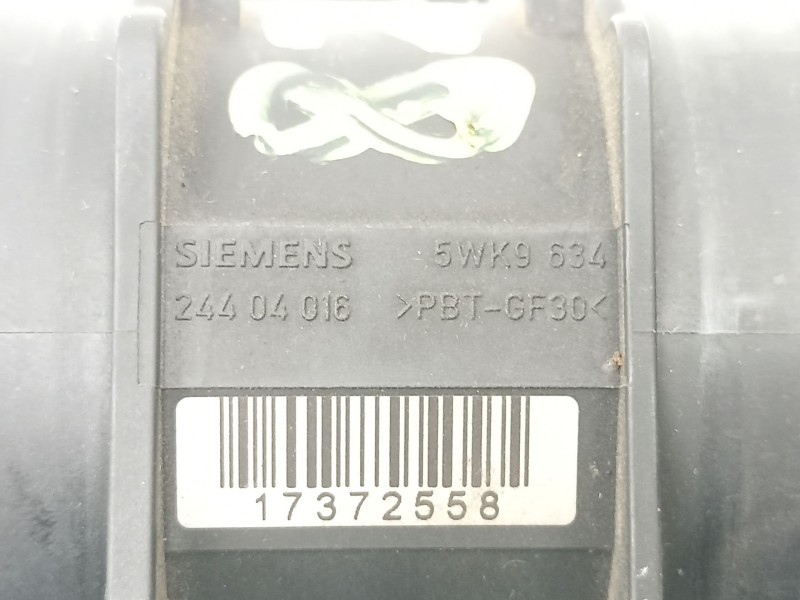 SIEMENS 5WK9 634
244 04 016 >PBT-GF30<
17372558